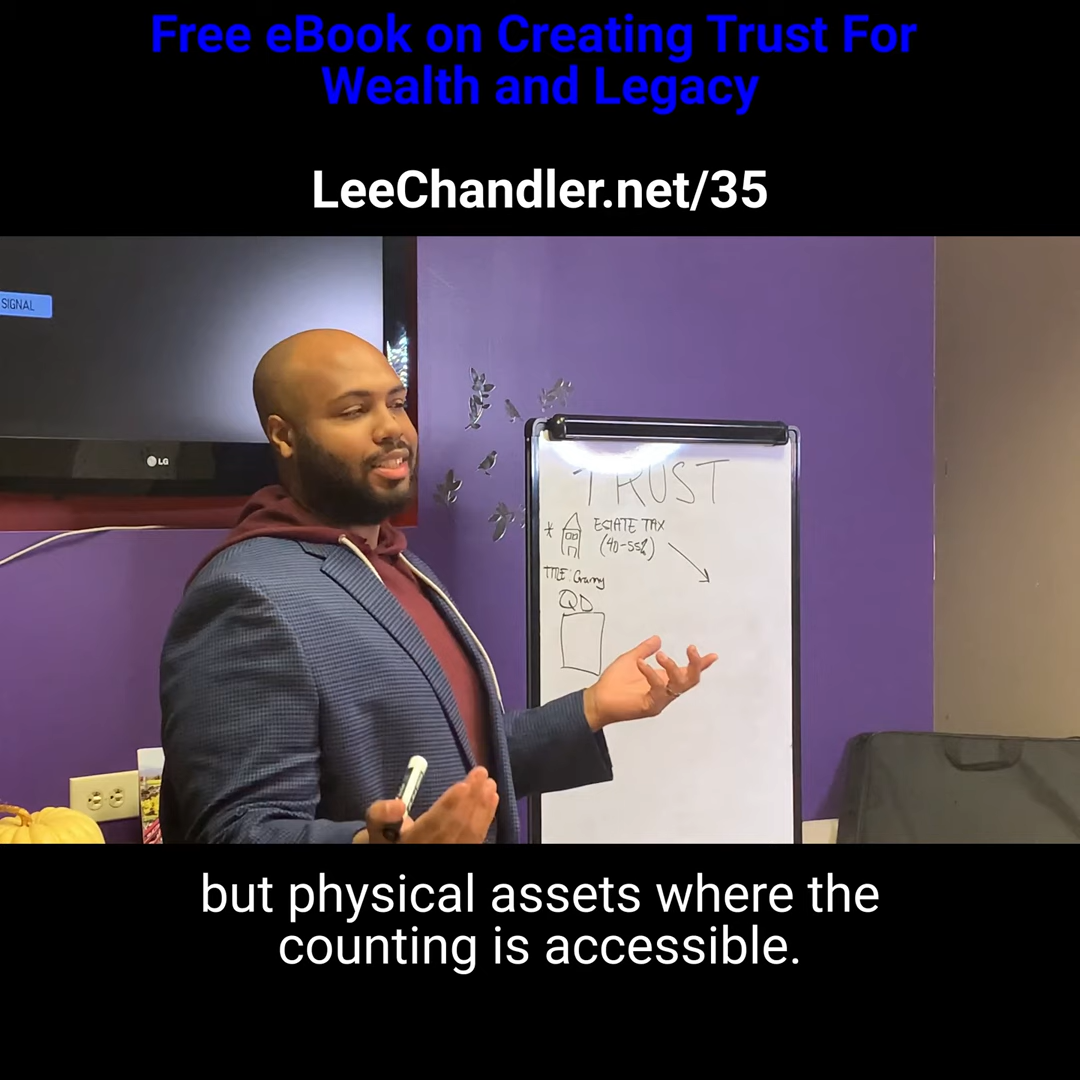 Free eBook on Creating Trust For
Wealth and Legacy
LeeChandler.net/35
SIGNAL
LG
TRUST
* ESTATE TAX
(40-55%)
TITLE: Granny
QD
but physical assets where the
counting is accessible.